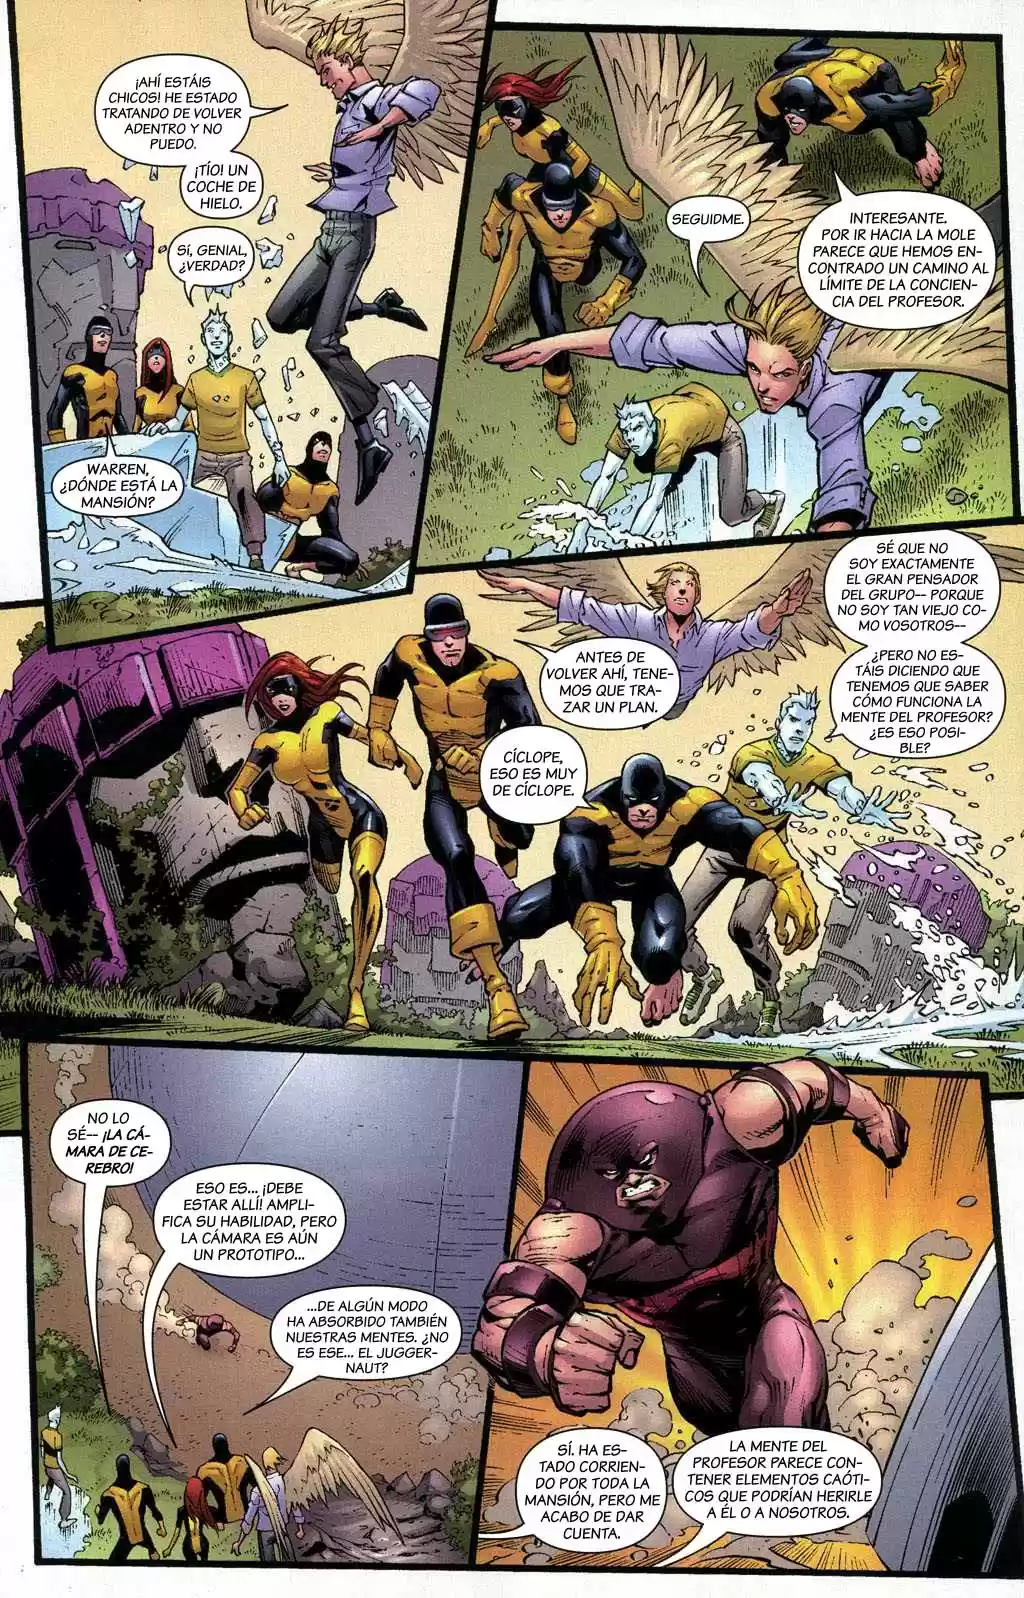 ¡AHÍ ESTÁIS
CHICOS! HE ESTADO
TRATANDO DE VOLVER
ADENTRO Y NO
PUEDO.
¡TÍO! UN
COCHE DE
HIELO.
SÍ, GENIAL,
¿VERDAD?
WARREN,
¿DÓNDE ESTÁ LA
MANSIÓN?
SEGUIDME.
INTERESANTE.
POR IR HACIA LA MOLE
PARECE QUE HEMOS EN-
CONTRADO UN CAMINO AL
LÍMITE DE LA CONCIEN-
CIA DEL PROFESOR.
ANTES DE
VOLVER AHÍ, TENE-
MOS QUE TRA-
ZAR UN PLAN.
CÍCLOPE,
ESO ES MUY
DE CÍCLOPE.
SÉ QUE NO
SOY EXACTAMENTE
EL GRAN PENSADOR
DEL GRUPO-- PORQUE
NO SOY TAN VIEJO CO-
MO VOSOTROS--
¿PERO NO ES-
TÁIS DICIENDO QUE
TENEMOS QUE SABER
CÓMO FUNCIONA LA
MENTE DEL PROFESOR?
¿ES ESO POSI-
BLE?
NO LO
SÉ-- ¡LA CÁ-
MARA DE CE-
REBRO!
ESO ES... ¡DEBE
ESTAR ALLÍ! AMPLI-
FICA SU HABILIDAD, PERO
LA CÁMARA ES AÚN
UN PROTOTIPO...
...DE ALGÚN MODO
HA ABSORBIDO TAMBIÉN
NUESTRAS MENTES. ¿NO
ES ESE... EL JUGGER-
NAUT?
SÍ. HA ES-
TADO CORRIEN-
DO POR TODA LA
MANSIÓN, PERO ME
ACABO DE DAR
CUENTA.
LA MENTE DEL
PROFESOR PARECE CON-
TENER ELEMENTOS CAÓTI-
COS QUE PODRÍAN HERIRLE
A ÉL O A NOSOTROS.